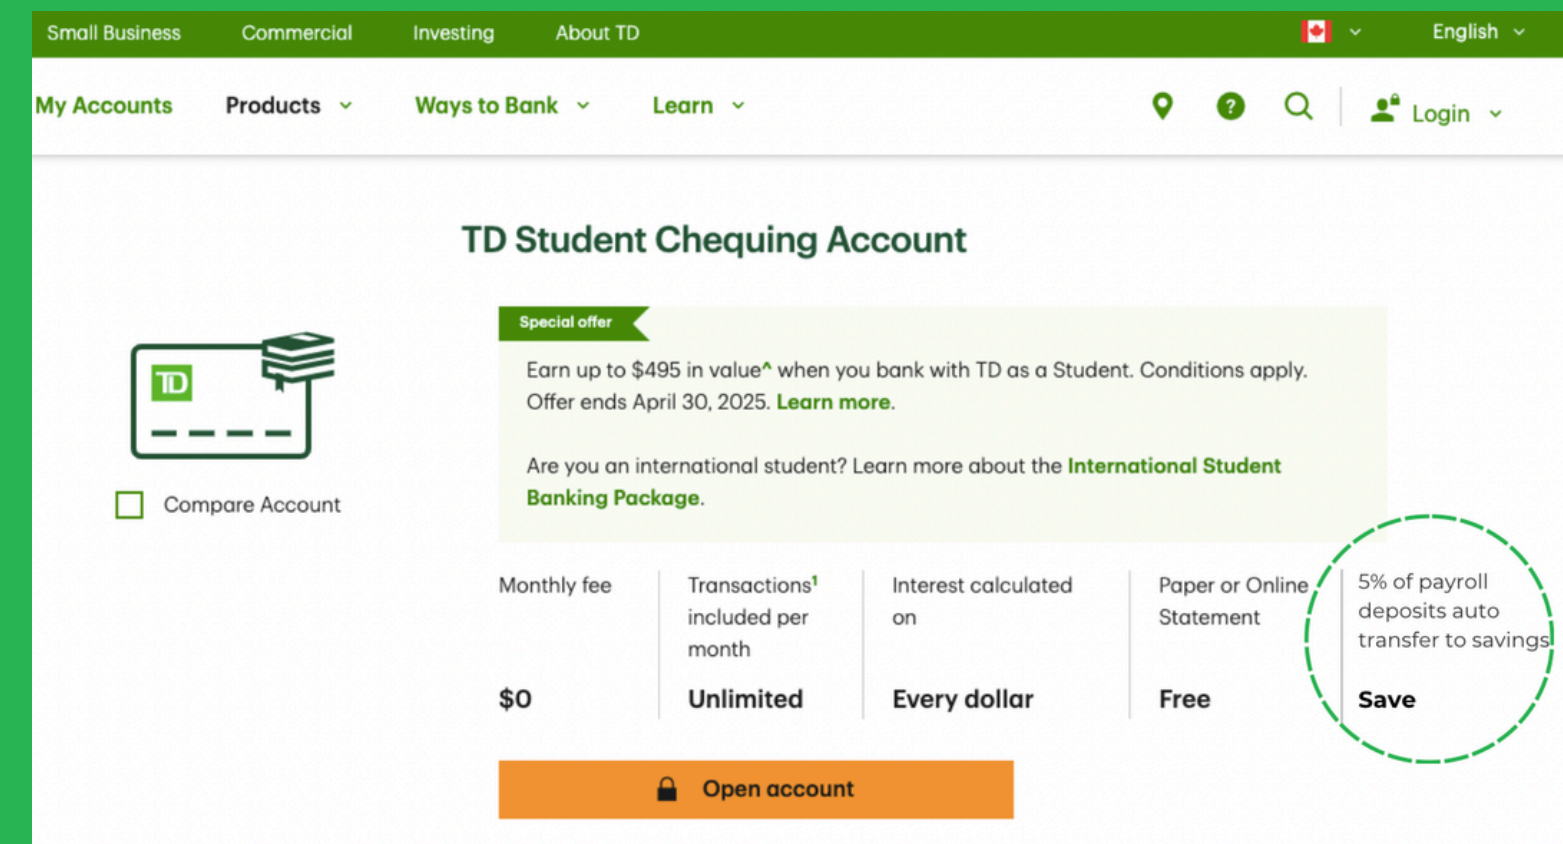 Small Business Commercial Investing About TD English
My Accounts Products Ways to Bank Learn ? Login
TD Student Chequing Account
Special offer
Earn up to $495 in value^ when you bank with TD as a Student. Conditions apply.
Offer ends April 30, 2025. Learn more.
Are you an international student? Learn more about the International Student
Banking Package.
TD
Compare Account
Monthly fee
$0
Transactions¹
included per
month
Unlimited
Interest calculated
on
Every dollar
Paper or Online
Statement
Free
5% of payroll
deposits auto
transfer to savings
Save
Open account